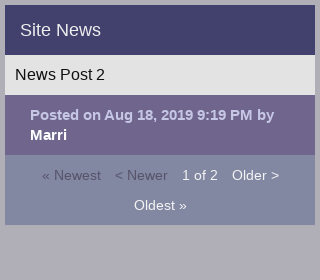 Site News
News Post 2
Posted on Aug 18, 2019 9:19 PM by
Marri
« Newest < Newer 1 of 2 Older >
Oldest »